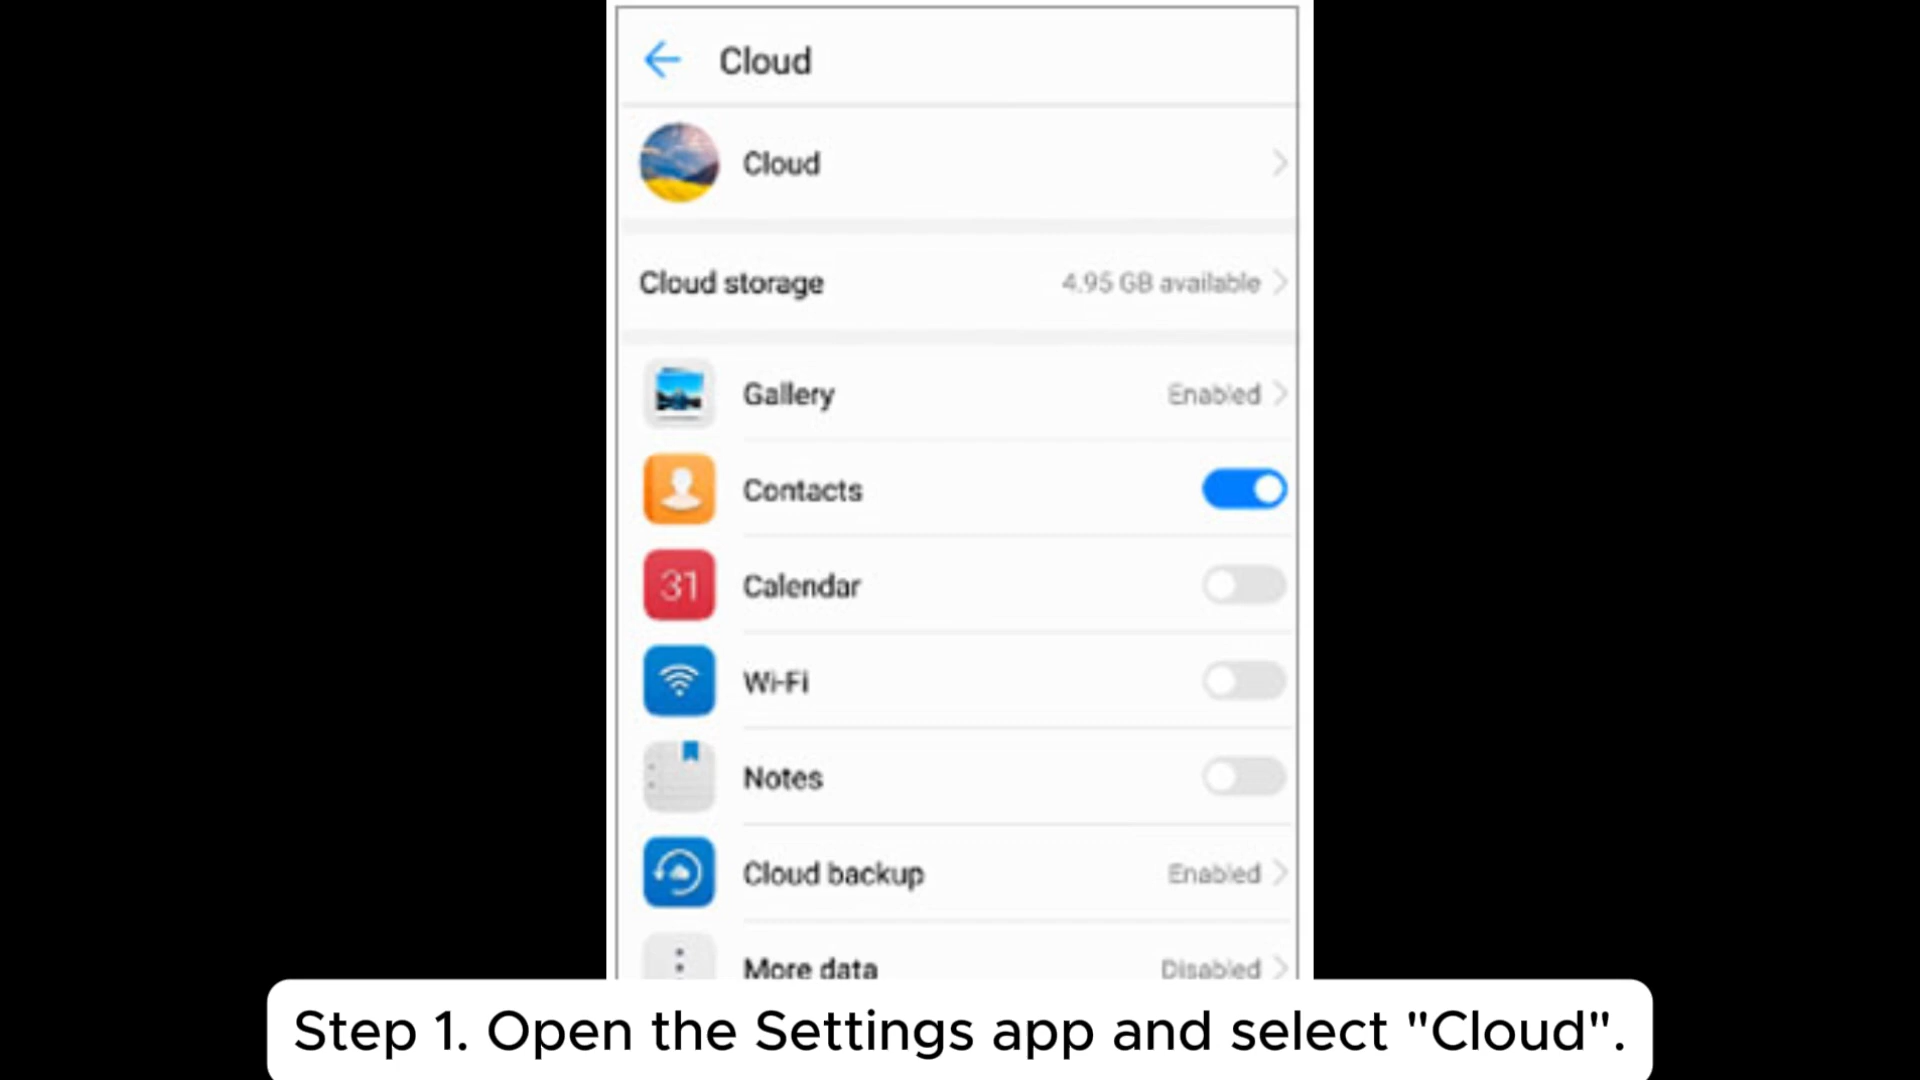 Cloud
Cloud
Cloud storage 4.95 GB available
Gallery Enabled
Contacts
31 Calendar
Wi-Fi
Notes
Cloud backup Enabled
More data Disabled
Step 1. Open the Settings app and select "Cloud".